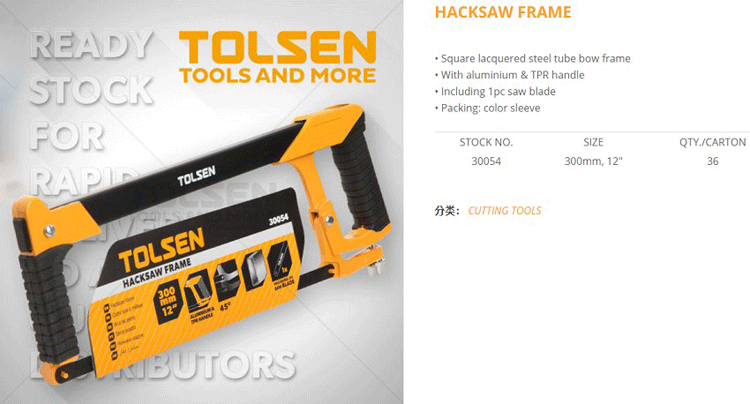 READY
STOCK
FOR
RAPID
DISTRIBUTORS
TOLSEN
TOOLS AND MORE
TOLSEN
30054
TOLSEN
HACKSAW FRAME
300
mm
12"
ALUMINIUM &
TPR HANDLE
45°
1x
BLADE
HACKSAW FRAME
• Square lacquered steel tube bow frame
• With aluminium & TPR handle
• Including 1pc saw blade
• Packing: color sleeve
STOCK NO. SIZE QTY./CARTON
30054 300mm, 12" 36
分类: CUTTING TOOLS